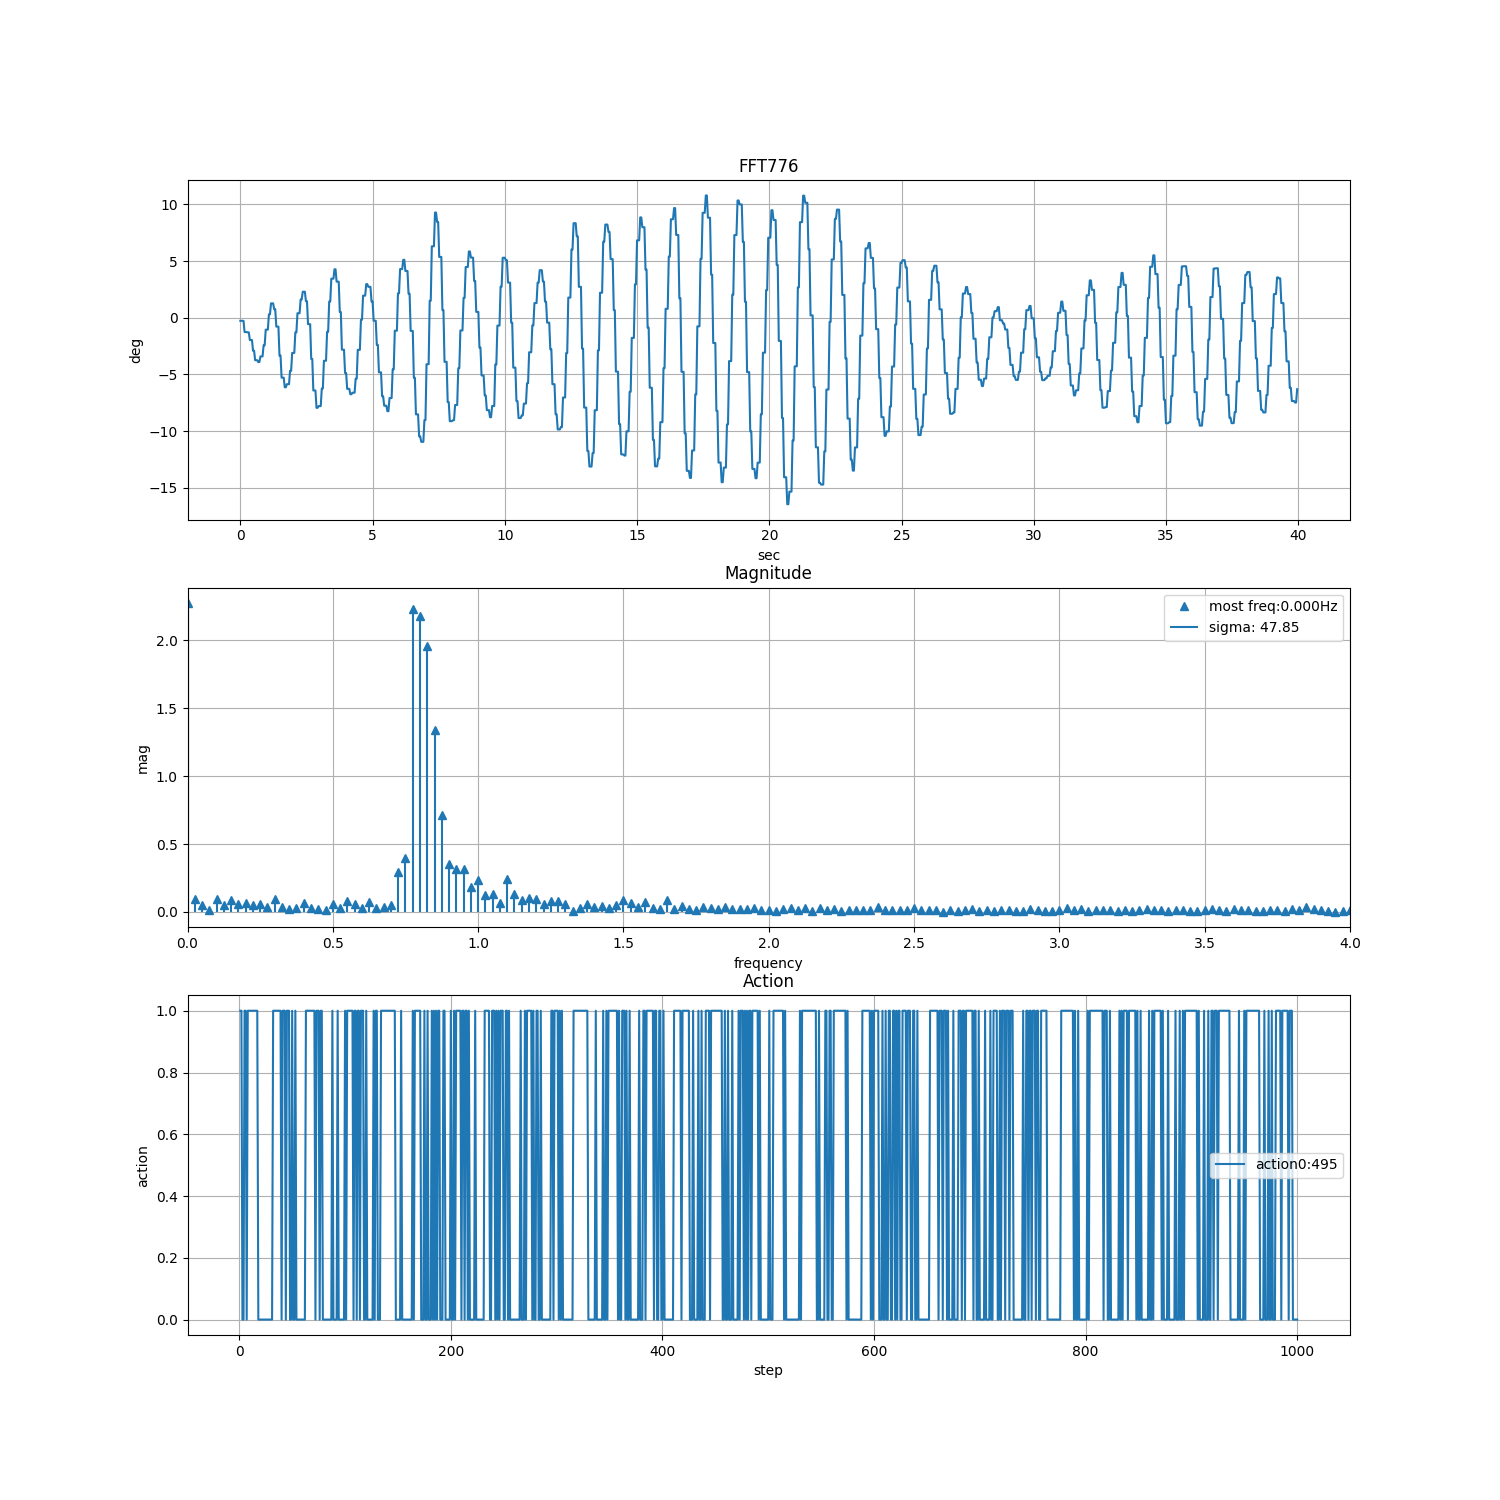 FFT776
10
5
0
−5
−10
−15
deg
0 5 10 15 20 25 30 35 40
sec
Magnitude
most freq:0.000Hz
sigma: 47.85
2.0
1.5
1.0
0.5
0.0
mag
0.0 0.5 1.0 1.5 2.0 2.5 3.0 3.5 4.0
frequency
Action
1.0
0.8
0.6
0.4
0.2
0.0
action
action0:495
0 200 400 600 800 1000
step